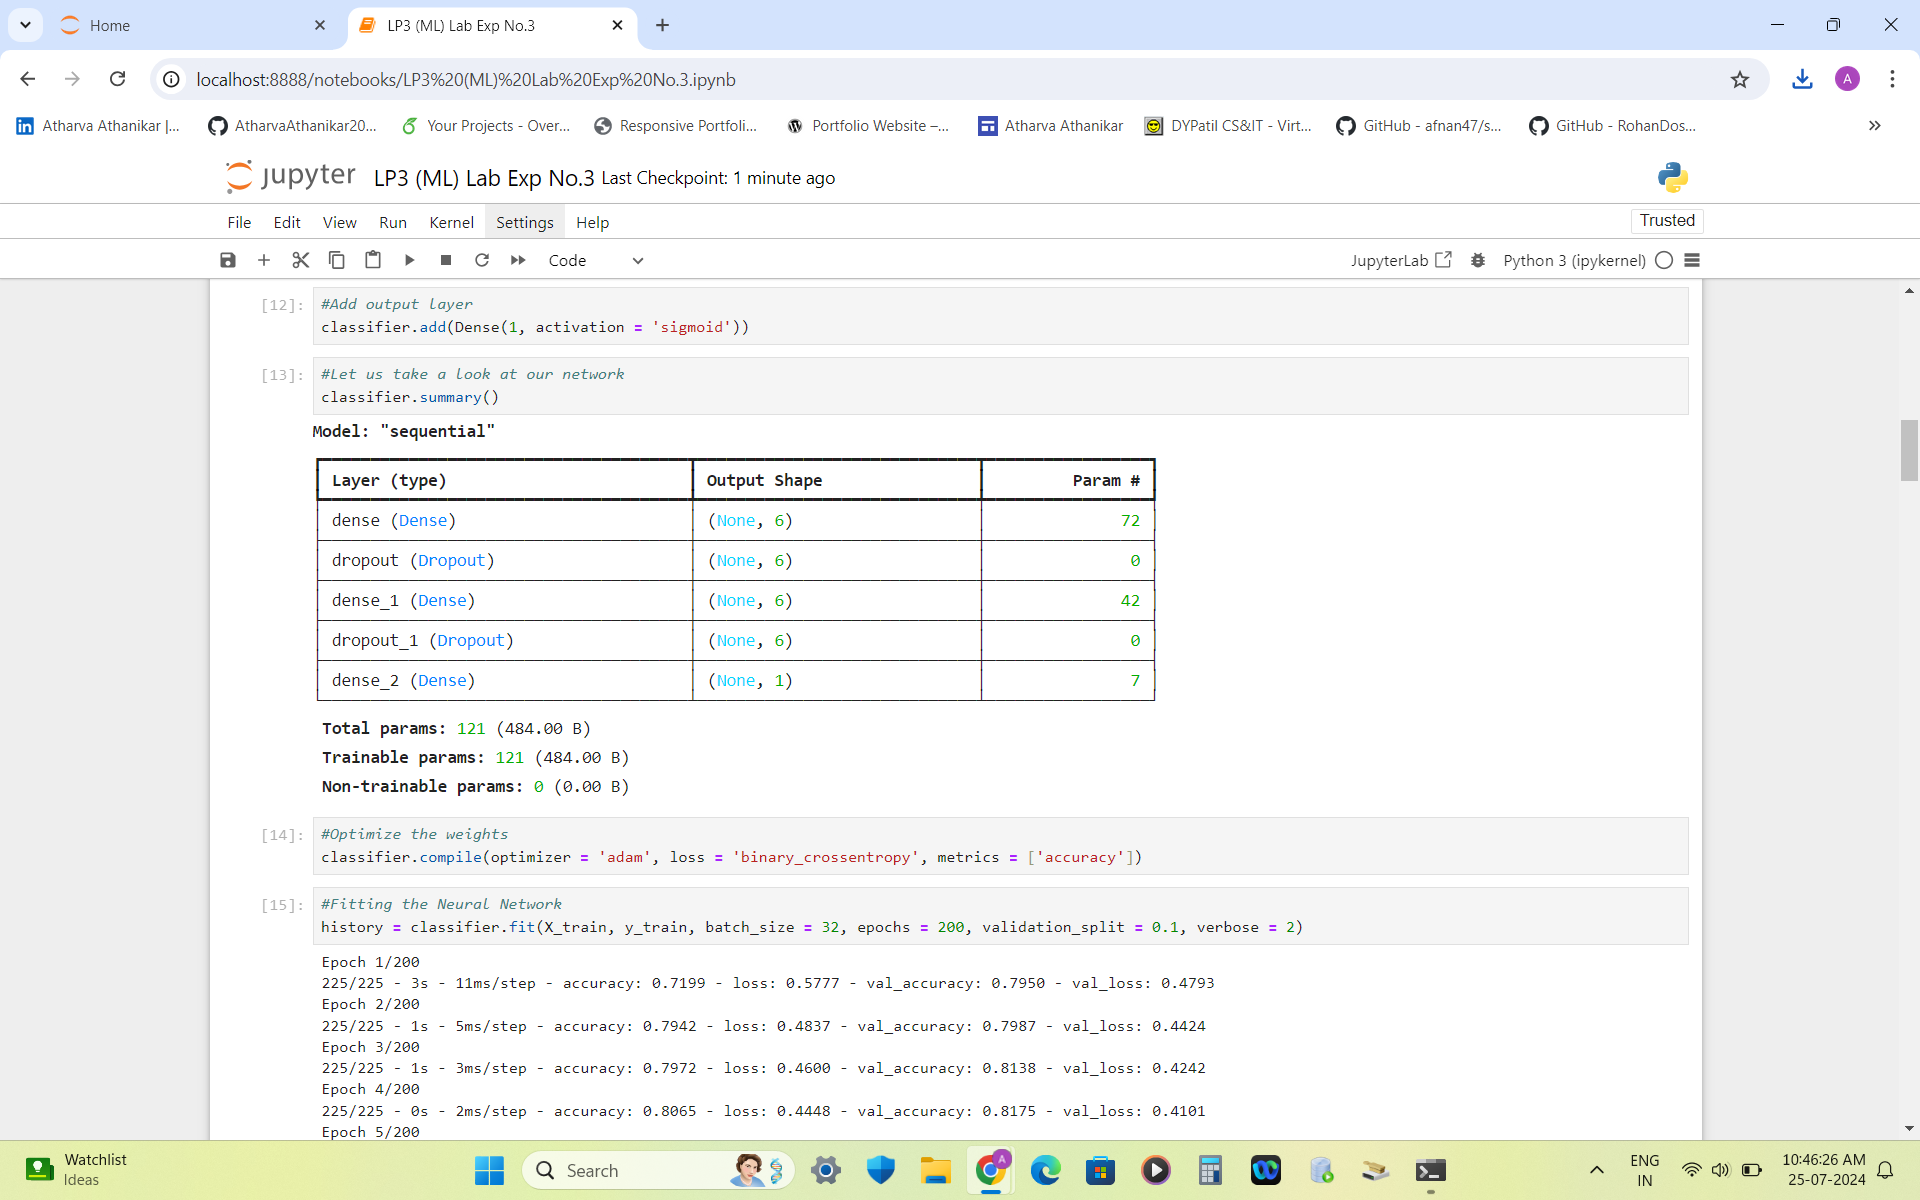 Home
LP3 (ML) Lab Exp No.3
localhost:8888/notebooks/LP3%20(ML)%20Lab%20Exp%20No.3.ipynb
A
Atharva Athanikar |...
AtharvaAthanikar20...
Your Projects - Over...
Responsive Portfoli...
Portfolio Website –...
Atharva Athanikar
DYPatil CS&IT - Virt...
GitHub - afnan47/s...
GitHub - RohanDos...
jupyter LP3 (ML) Lab Exp No.3 Last Checkpoint: 1 minute ago
File Edit View Run Kernel Settings Help
Trusted
Code
JupyterLab
Python 3 (ipykernel)
[12]: #Add output layer
classifier.add(Dense(1, activation = 'sigmoid'))
[13]: #Let us take a look at our network
classifier.summary()
Model: "sequential"
Layer (type) Output Shape Param #
dense (Dense) (None, 6) 72
dropout (Dropout) (None, 6) 0
dense_1 (Dense) (None, 6) 42
dropout_1 (Dropout) (None, 6) 0
dense_2 (Dense) (None, 1) 7
Total params: 121 (484.00 B)
Trainable params: 121 (484.00 B)
Non-trainable params: 0 (0.00 B)
[14]: #Optimize the weights
classifier.compile(optimizer = 'adam', loss = 'binary_crossentropy', metrics = ['accuracy'])
[15]: #Fitting the Neural Network
history = classifier.fit(X_train, y_train, batch_size = 32, epochs = 200, validation_split = 0.1, verbose = 2)
Epoch 1/200
225/225 - 3s - 11ms/step - accuracy: 0.7199 - loss: 0.5777 - val_accuracy: 0.7950 - val_loss: 0.4793
Epoch 2/200
225/225 - 1s - 5ms/step - accuracy: 0.7942 - loss: 0.4837 - val_accuracy: 0.7987 - val_loss: 0.4424
Epoch 3/200
225/225 - 1s - 3ms/step - accuracy: 0.7972 - loss: 0.4600 - val_accuracy: 0.8138 - val_loss: 0.4242
Epoch 4/200
225/225 - 0s - 2ms/step - accuracy: 0.8065 - loss: 0.4448 - val_accuracy: 0.8175 - val_loss: 0.4101
Epoch 5/200
Watchlist
Ideas
Search
A
ENG
IN
10:46:26 AM
25-07-2024